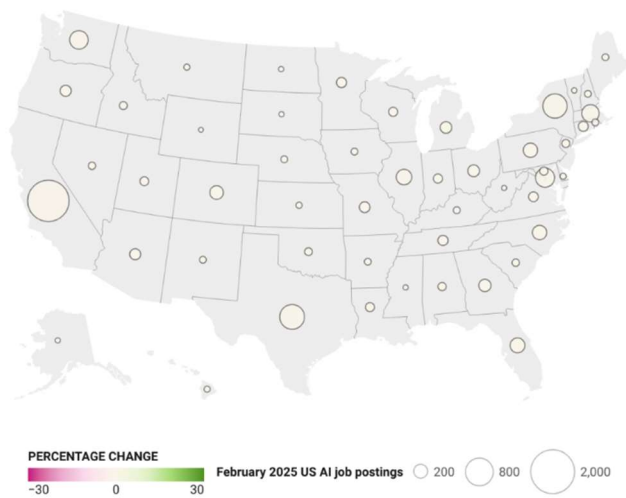 PERCENTAGE CHANGE
−30 0 30
February 2025 US AI job postings 200 800 2,000